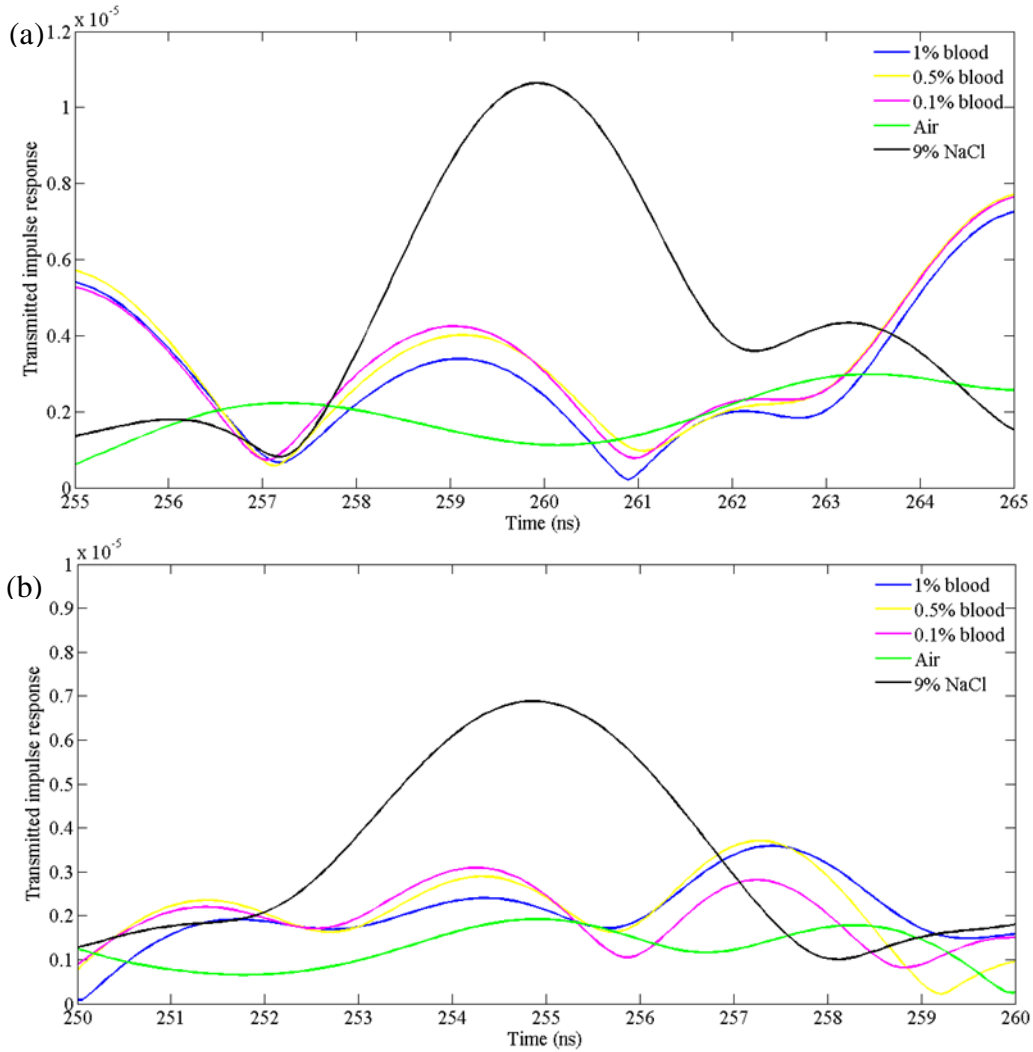 (a)
x 10^-5
1.2
1
0.8
0.6
0.4
0.2
0
Transmitted impulse response
1% blood
0.5% blood
0.1% blood
Air
9% NaCl
255 256 257 258 259 260 261 262 263 264 265
Time (ns)
(b)
x 10^-5
1
0.9
0.8
0.7
0.6
0.5
0.4
0.3
0.2
0.1
0
Transmitted impulse response
1% blood
0.5% blood
0.1% blood
Air
9% NaCl
250 251 252 253 254 255 256 257 258 259 260
Time (ns)